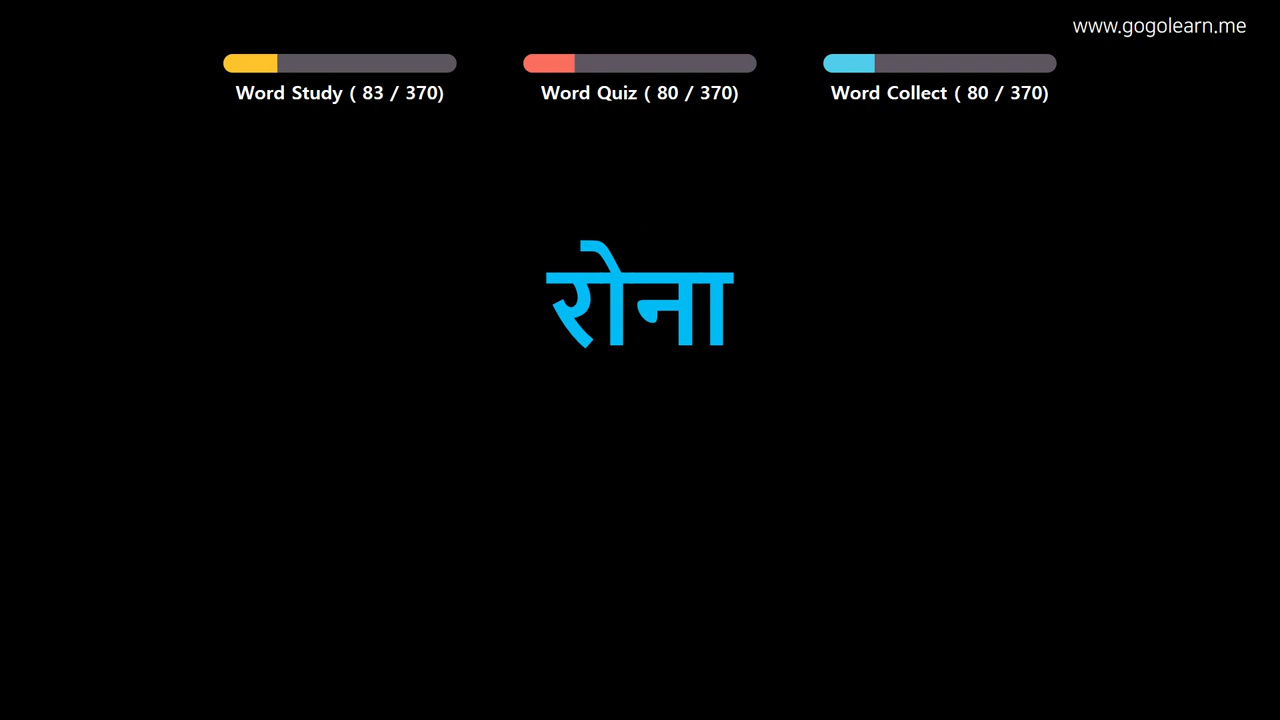 www.gogolearn.me
Word Study ( 83 / 370)
Word Quiz ( 80 / 370)
Word Collect ( 80 / 370)
रोना